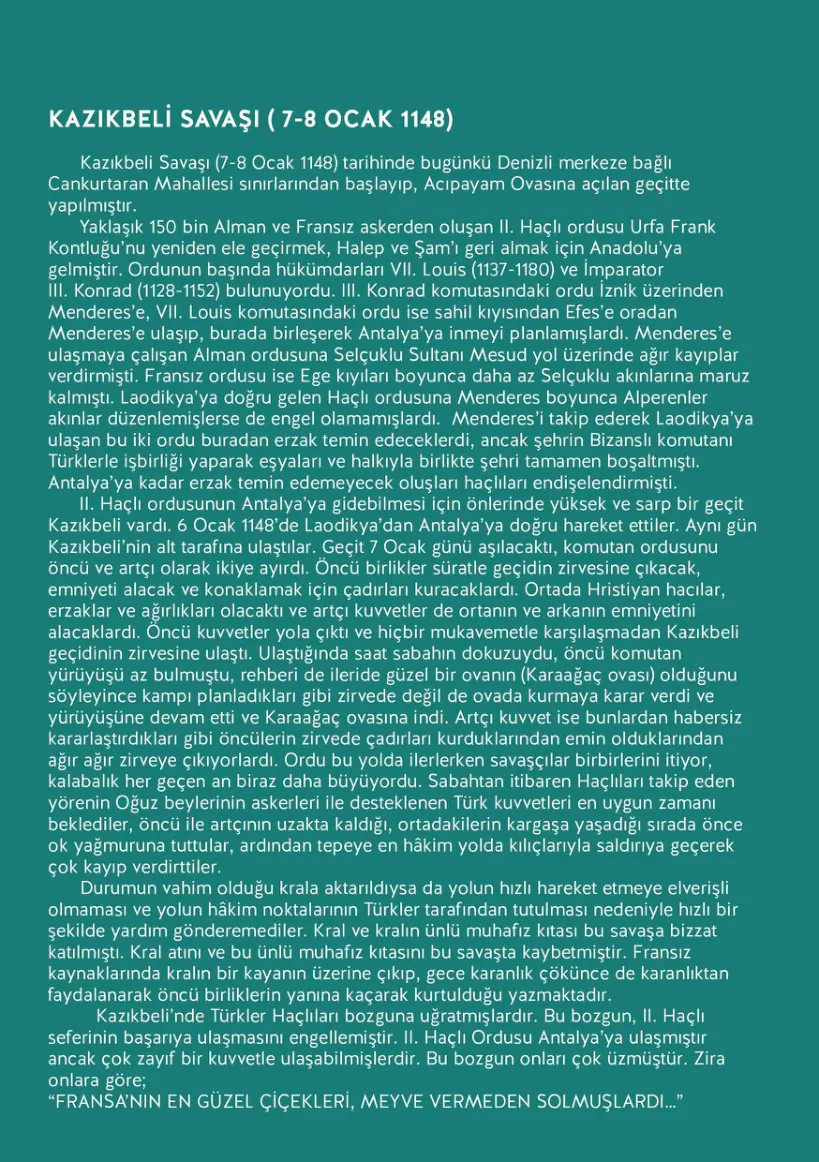 KAZIKBELİ SAVAŞI ( 7-8 OCAK 1148)
Kazıkbeli Savaşı (7-8 Ocak 1148) tarihinde bugünkü Denizli merkeze bağlı
Cankurtaran Mahallesi sınırlarından başlayıp, Acıpayam Ovasına açılan geçitte
yapılmıştır.
Yaklaşık 150 bin Alman ve Fransız askerden oluşan II. Haçlı ordusu Urfa Frank
Kontluğu’nu yeniden ele geçirmek, Halep ve Şam’ı geri almak için Anadolu’ya
gelmiştir. Ordunun başında hükümdarları VII. Louis (1137-1180) ve İmparator
III. Konrad (1128-1152) bulunuyordu. III. Konrad komutasındaki ordu İznik üzerinden
Menderes’e, VII. Louis komutasındaki ordu ise sahil kıyısından Efes’e oradan
Menderes’e ulaşıp, burada birleşerek Antalya’ya inmeyi planlamışlardı. Menderes’e
ulaşmaya çalışan Alman ordusuna Selçuklu Sultanı Mesud yol üzerinde ağır kayıplar
verdirmişti. Fransız ordusu ise Ege kıyıları boyunca daha az Selçuklu akınlarına maruz
kalmıştı. Laodikya’ya doğru gelen Haçlı ordusuna Menderes boyunca Alperenler
akınlar düzenlemişlerse de engel olamamışlardı. Menderes’i takip ederek Laodikya’ya
ulaşan bu iki ordu buradan erzak temin edeceklerdi, ancak şehrin Bizanslı komutanı
Türklerle işbirliği yaparak eşyaları ve halkıyla birlikte şehri tamamen boşaltmıştı.
Antalya’ya kadar erzak temin edemeyecek oluşları haçlıları endişelendirmişti.
II. Haçlı ordusunun Antalya’ya gidebilmesi için önlerinde yüksek ve sarp bir geçit
Kazıkbeli vardı. 6 Ocak 1148’de Laodikya’dan Antalya’ya doğru hareket ettiler. Aynı gün
Kazıkbeli’nin alt tarafına ulaştılar. Geçit 7 Ocak günü aşılacaktı, komutan ordusunu
öncü ve artçı olarak ikiye ayırdı. Öncü birlikler süratle geçidin zirvesine çıkacak,
emniyeti alacak ve konaklamak için çadırları kuracaklardı. Ortada Hristiyan hacılar,
erzaklar ve ağırlıkları olacaktı ve artçı kuvvetler de ortanın ve arkanın emniyetini
alacaklardı. Öncü kuvvetler yola çıktı ve hiçbir mukavemetle karşılaşmadan Kazıkbeli
geçidinin zirvesine ulaştı. Ulaştığında saat sabahın dokuzuydu, öncü komutan
yürüyüşü az bulmuştu, rehberi de ileride güzel bir ovanın (Karaağaç ovası) olduğunu
söyleyince kampı planladıkları gibi zirvede değil de ovada kurmaya karar verdi ve
yürüyüşüne devam etti ve Karaağaç ovasına indi. Artçı kuvvet ise bunlardan habersiz
kararlaştırdıkları gibi öncülerin zirvede çadırları kurduklarından emin olduklarından
ağır ağır zirveye çıkıyorlardı. Ordu bu yolda ilerlerken savaşçılar birbirlerini itiyor,
kalabalık her geçen an biraz daha büyüyordu. Sabahtan itibaren Haçlıları takip eden
yörenin Oğuz beylerinin askerleri ile desteklenen Türk kuvvetleri en uygun zamanı
beklediler, öncü ile artçının uzakta kaldığı, ortadakilerin kargaşa yaşadığı sırada önce
ok yağmuruna tuttular, ardından tepeye en hâkim yolda kılıçlarıyla saldırıya geçerek
çok kayıp verdirttiler.
Durumun vahim olduğu krala aktarıldıysa da yolun hızlı hareket etmeye elverişli
olmaması ve yolun hâkim noktalarının Türkler tarafından tutulması nedeniyle hızlı bir
şekilde yardım gönderemediler. Kral ve kralın ünlü muhafız kıtası bu savaşa bizzat
katılmıştı. Kral atını ve bu ünlü muhafız kıtasını bu savaşta kaybetmiştir. Fransız
kaynaklarında kralın bir kayanın üzerine çıkıp, gece karanlık çökünce de karanlıktan
faydalanarak öncü birliklerin yanına kaçarak kurtulduğu yazmaktadır.
Kazıkbeli’nde Türkler Haçlıları bozguna uğratmışlardır. Bu bozgun, II. Haçlı
seferinin başarıya ulaşmasını engellemiştir. II. Haçlı Ordusu Antalya’ya ulaşmıştır
ancak çok zayıf bir kuvvetle ulaşabilmişlerdir. Bu bozgun onları çok üzmüştür. Zira
onlara göre;
“FRANSA’NIN EN GÜZEL ÇİÇEKLERİ, MEYVE VERMEDEN SOLMUŞLARDI...”